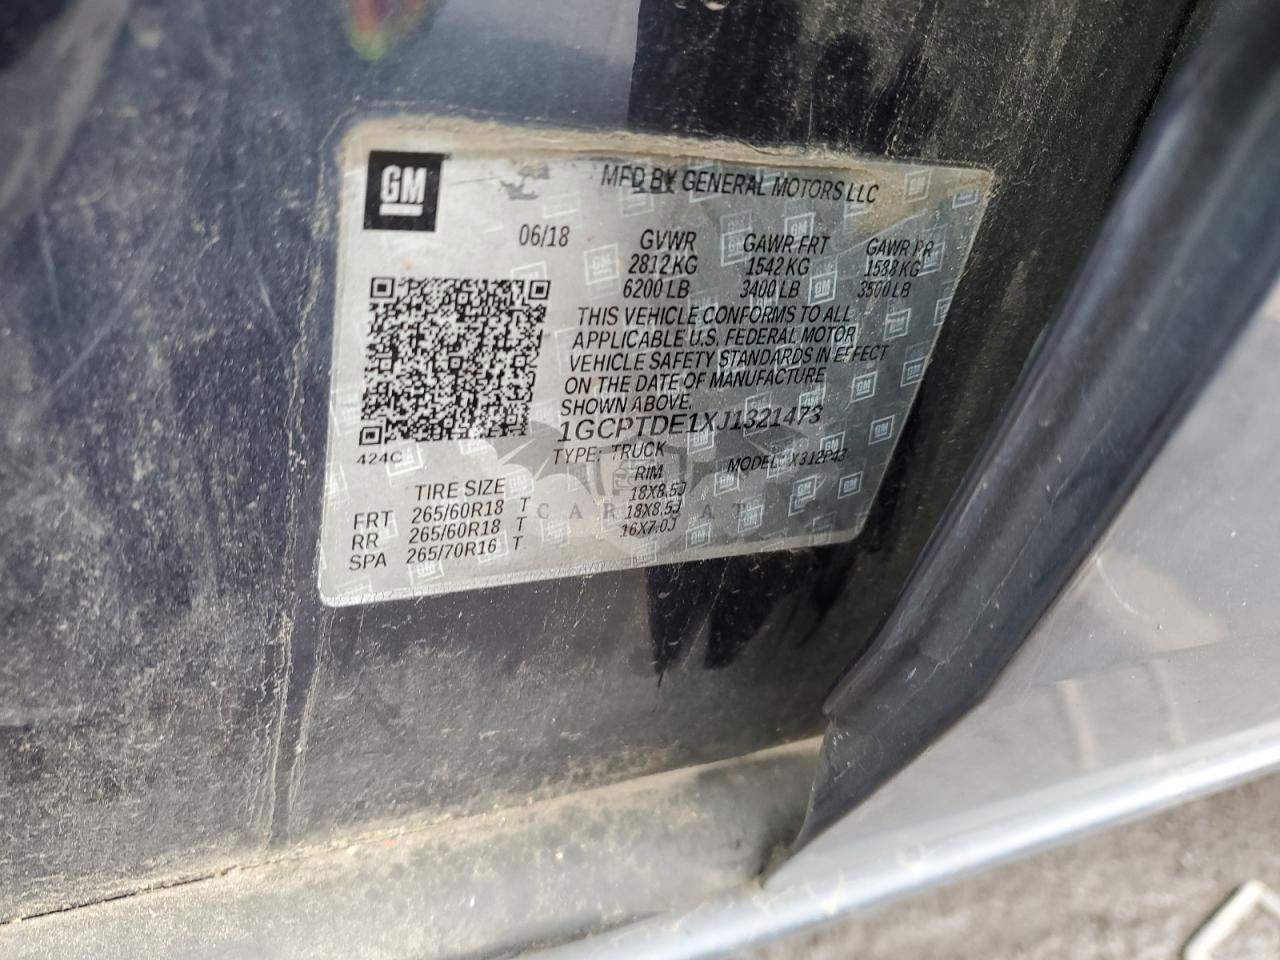 GM
MFD BY GENERAL MOTORS LLC
06/18 GVWR GAWR FRT GAWR RR
2812 KG 1542 KG 1588 KG
6200 LB 3400 LB 3500 LB
THIS VEHICLE CONFORMS TO ALL
APPLICABLE U.S. FEDERAL MOTOR
VEHICLE SAFETY STANDARDS IN EFFECT
ON THE DATE OF MANUFACTURE
SHOWN ABOVE.
1GCPTDE1XJ1321473
424C TYPE: TRUCK MODEL:
TIRE SIZE RIM
FRT 265/60R18 T 18X8.5J
RR 265/60R18 T 18X8.5J
SPA 265/70R16 T 16X7.0J